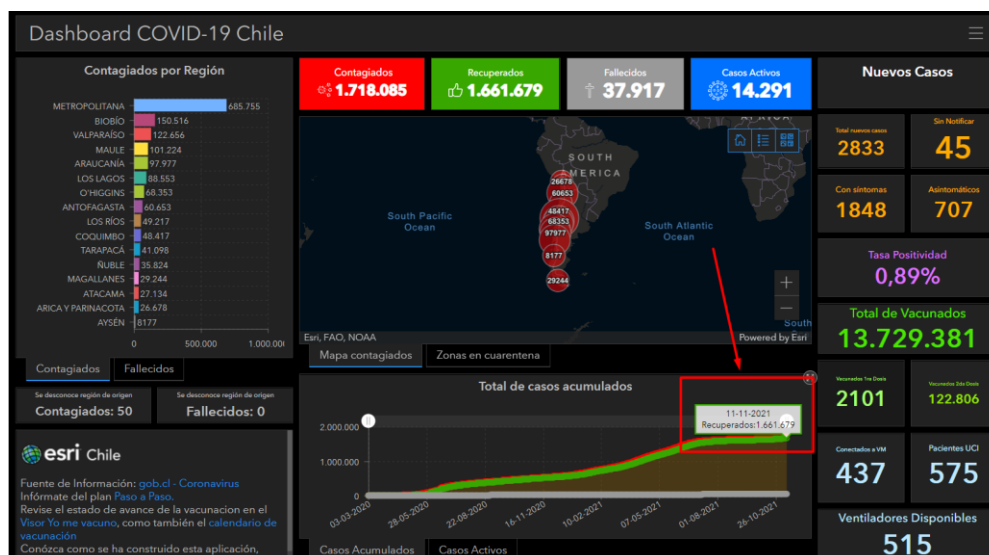 Dashboard COVID-19 Chile
Contagiados por Región
METROPOLITANA 685.755
BIOBÍO 150.516
VALPARAÍSO 122.656
MAULE 101.224
ARAUCANÍA 97.977
LOS LAGOS 88.553
O'HIGGINS 68.353
ANTOFAGASTA 60.653
LOS RÍOS 49.217
COQUIMBO 48.417
TARAPACÁ 41.098
ÑUBLE 35.824
MAGALLANES 29.244
ATACAMA 27.134
ARICA Y PARINACOTA 26.678
AYSÉN 8177
0 500.000 1.000.00
Contagiados Fallecidos
Se desconoce región de origen
Contagiados: 50
Se desconoce región de origen
Fallecidos: 0
esri Chile
Fuente de Información: gob.cl - Coronavirus
Infórmate del plan Paso a Paso.
Revise el estado de avance de la vacunacion en el
Visor Yo me vacuno, como también el calendario de
vacunación
Conózca como se ha construido esta aplicación,
Contagiados
1.718.085
Recuperados
1.661.679
Fallecidos
37.917
Casos Activos
14.291
SOUTH
AMERICA
26678
60653
48417
68353
97977
8177
29244
South Pacific
Ocean
South Atlantic
Ocean
South
Esri, FAO, NOAA
Powered by Esri
Mapa contagiados Zonas en cuarentena
Total de casos acumulados
11-11-2021
Recuperados:1.661.679
2.000.000
1.000.000
0
03-03-2020 28-05-2020 22-08-2020 16-11-2020 10-02-2021 07-05-2021 01-08-2021 26-10-2021
Casos Acumulados Casos Activos
Nuevos Casos
Total nuevos casos
2833
Sin Notificar
45
Con síntomas
1848
Asintomáticos
707
Tasa Positividad
0,89%
Total de Vacunados
13.729.381
Vacunados 1ra Dosis
2101
Vacunados 2da Dosis
122.806
Conectados a VM
437
Pacientes UCI
575
Ventiladores Disponibles
515